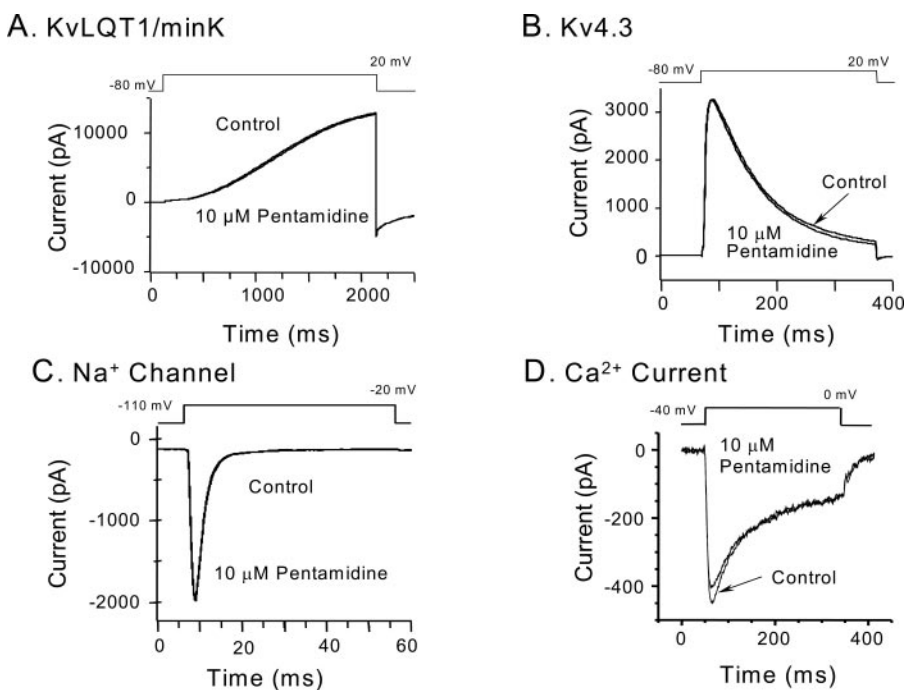 A. KvLQT1/minK
20 mV
-80 mV
Control
10 µM Pentamidine
Current (pA)
10000
0
-10000
0
1000
2000
Time (ms)
B. Kv4.3
-80 mV
20 mV
Control
10 µM
Pentamidine
Current (pA)
3000
2000
1000
0
0
200
400
Time (ms)
C. Na⁺ Channel
-110 mV
-20 mV
Control
10 µM Pentamidine
Current (pA)
0
-1000
-2000
0
20
40
60
Time (ms)
D. Ca²⁺ Current
-40 mV
0 mV
10 µM
Pentamidine
Control
Current (pA)
0
-200
-400
0
200
400
Time (ms)